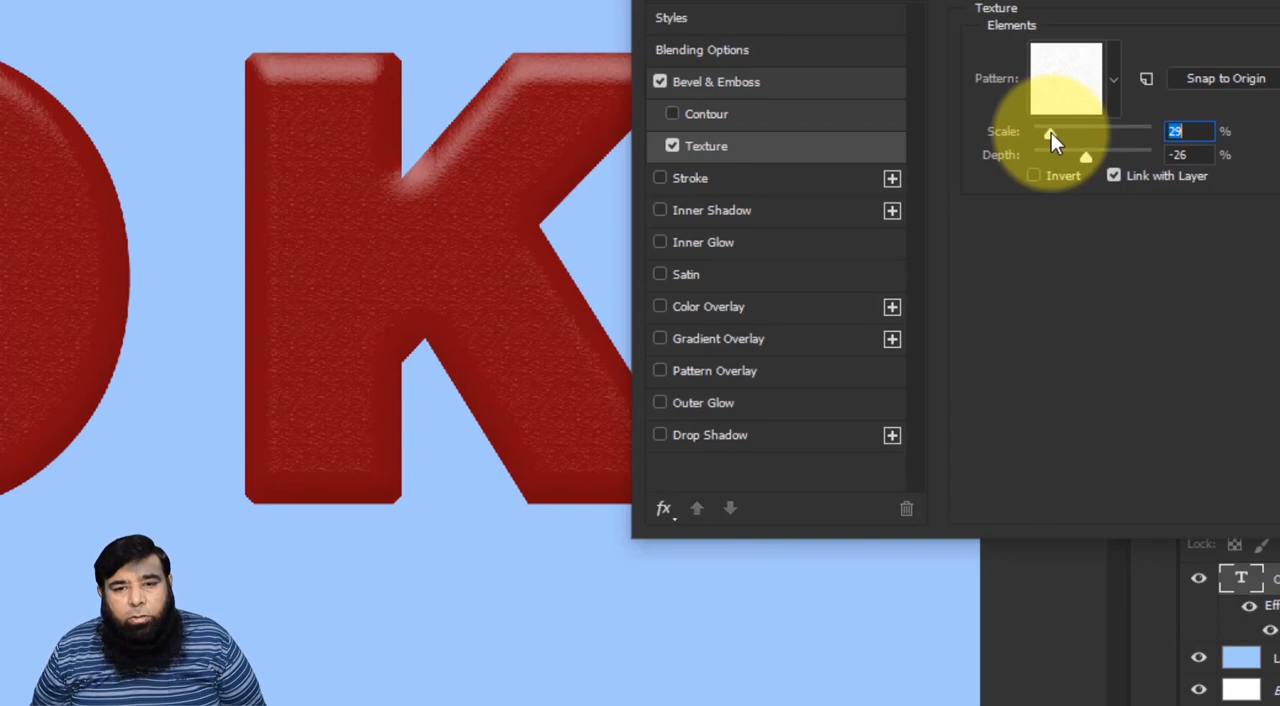 OK
Styles
Blending Options
Bevel & Emboss
Contour
Texture
Stroke
Inner Shadow
Inner Glow
Satin
Color Overlay
Gradient Overlay
Pattern Overlay
Outer Glow
Drop Shadow
fx
Texture
Elements
Pattern:
Snap to Origin
Scale: 29 %
Depth: -26 %
Invert
Link with Layer
Lock:
T